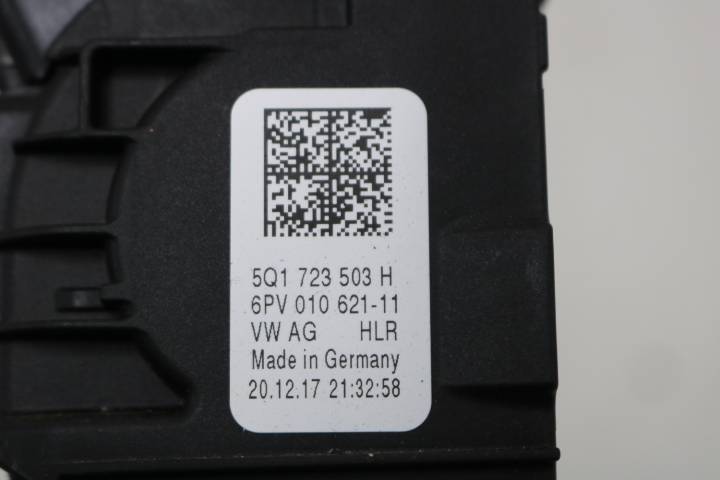 5Q1 723 503 H
6PV 010 621-11
VW AG HLR
Made in Germany
20.12.17 21:32:58